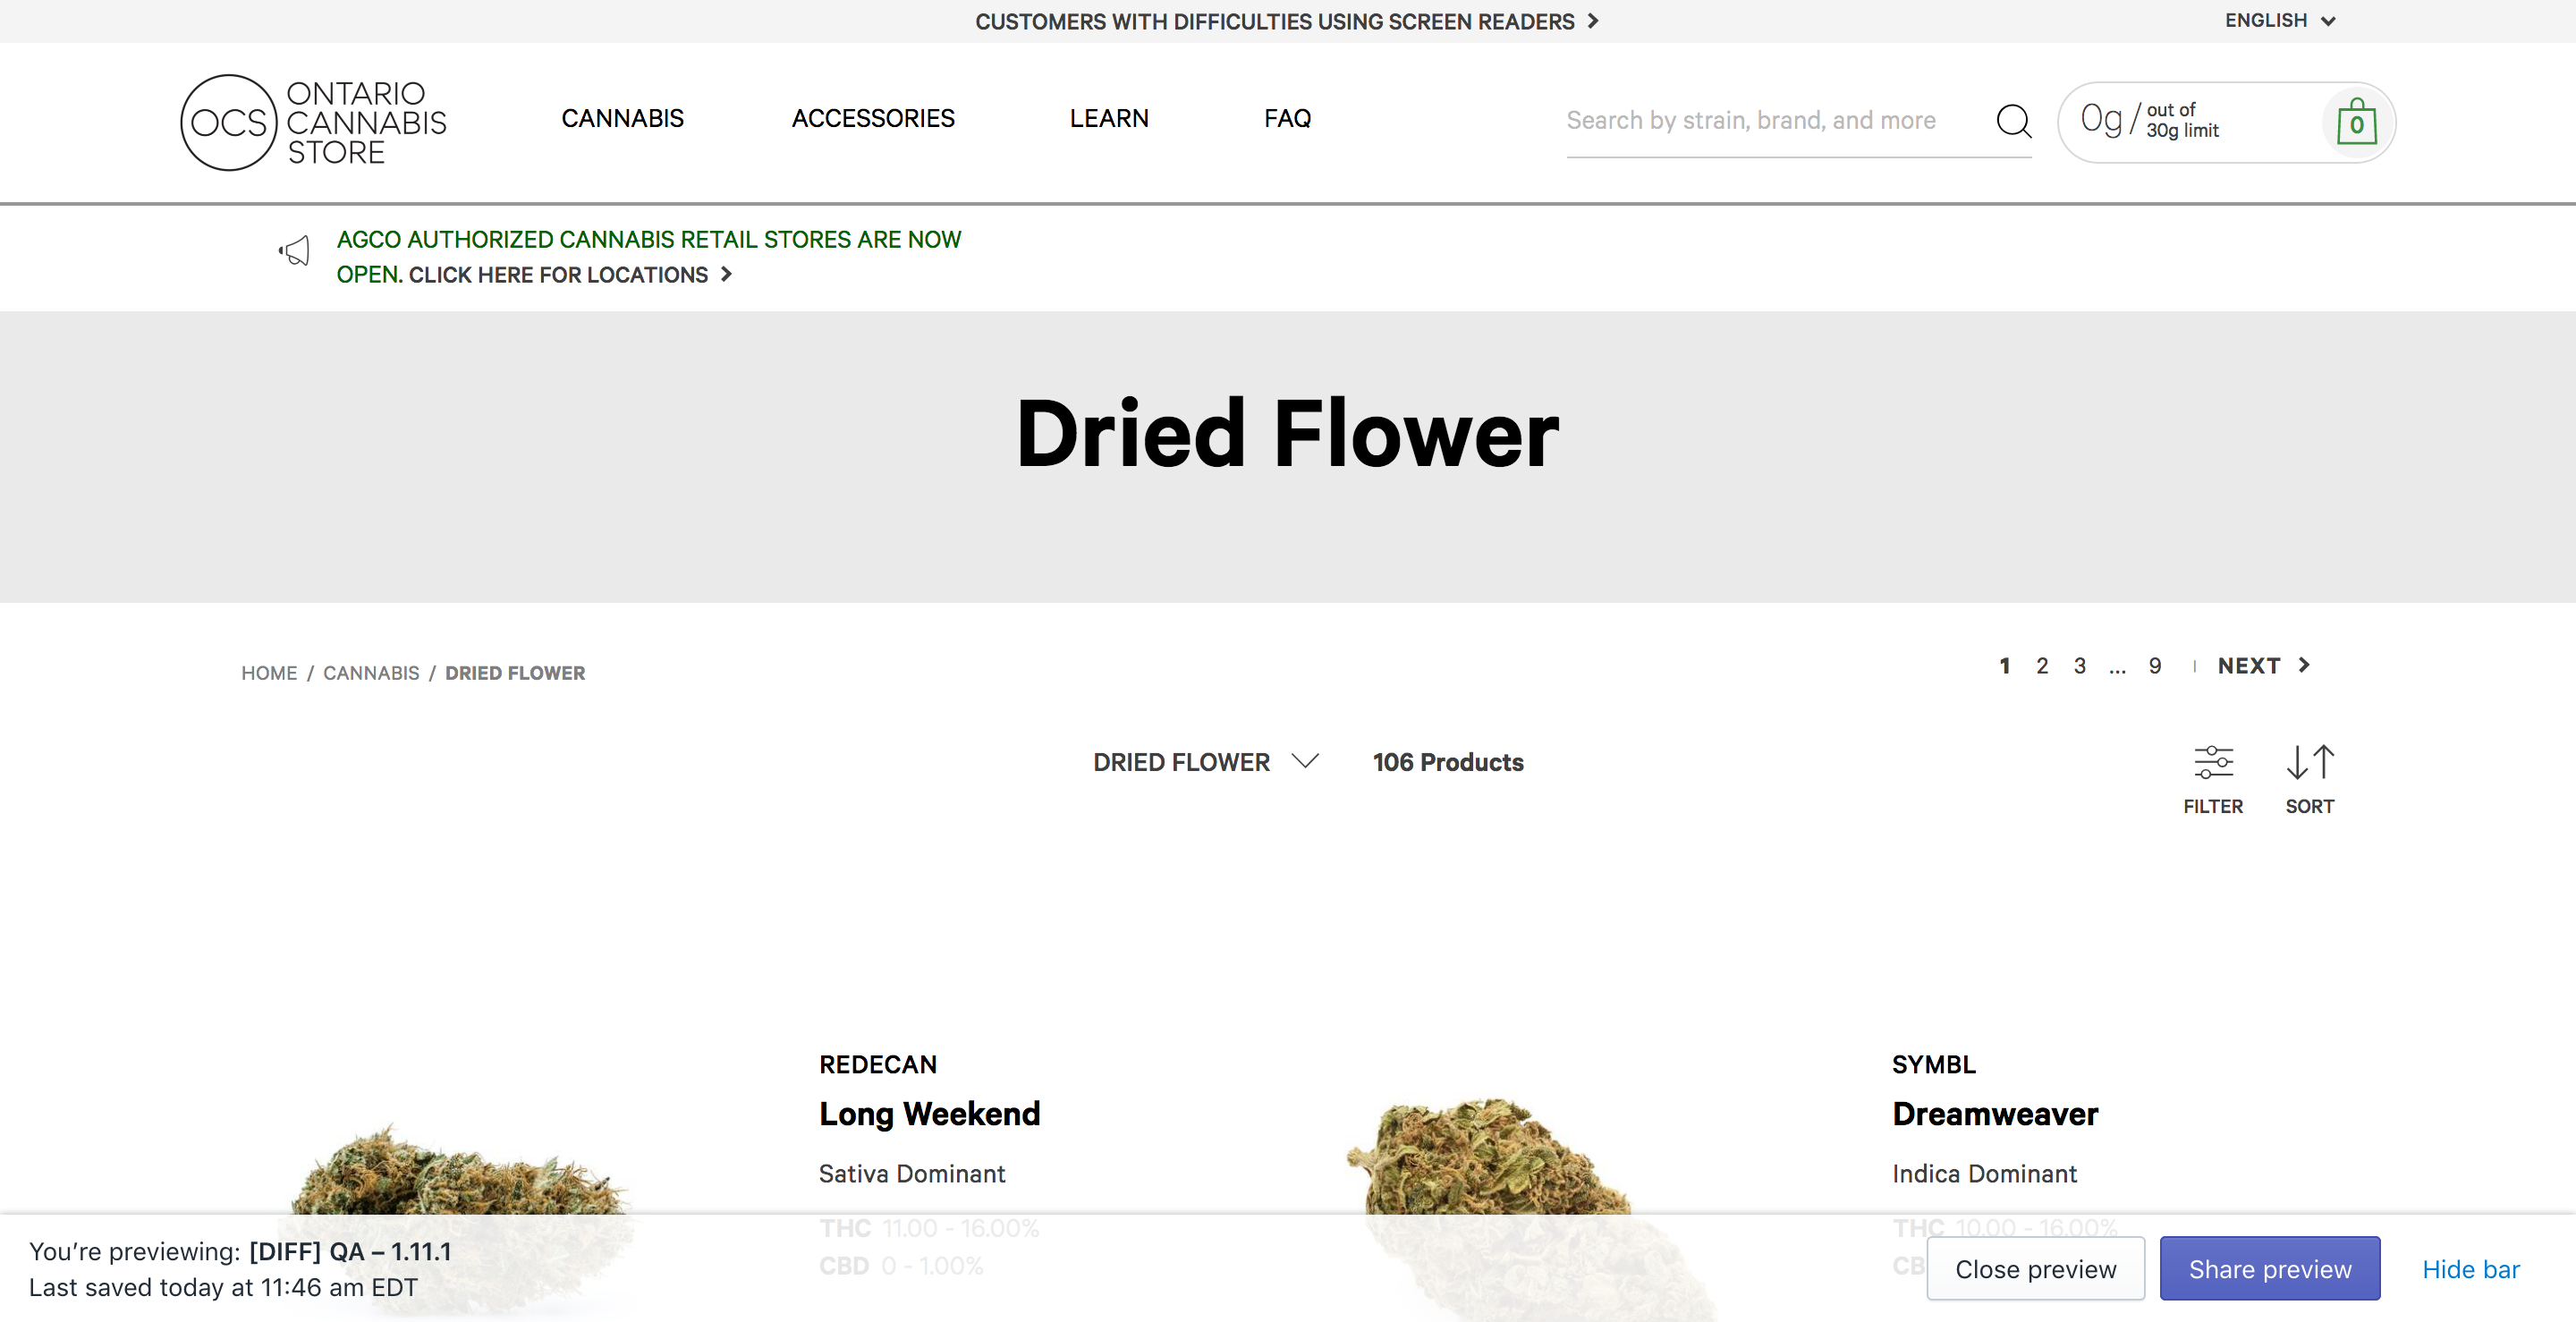 CUSTOMERS WITH DIFFICULTIES USING SCREEN READERS
ENGLISH
OCS
ONTARIO
CANNABIS
STORE
CANNABIS
ACCESSORIES
LEARN
FAQ
Search by strain, brand, and more
0g/ out of
30g limit
0
AGCO AUTHORIZED CANNABIS RETAIL STORES ARE NOW
OPEN. CLICK HERE FOR LOCATIONS
Dried Flower
HOME / CANNABIS / DRIED FLOWER
1 2 3 ... 9 | NEXT
DRIED FLOWER
106 Products
FILTER
SORT
REDECAN
Long Weekend
Sativa Dominant
THC 11.00 - 16.00%
CBD 0 - 1.00%
SYMBL
Dreamweaver
Indica Dominant
THC 10.00 - 16.00%
CB
You're previewing: [DIFF] QA – 1.11.1
Last saved today at 11:46 am EDT
Close preview
Share preview
Hide bar